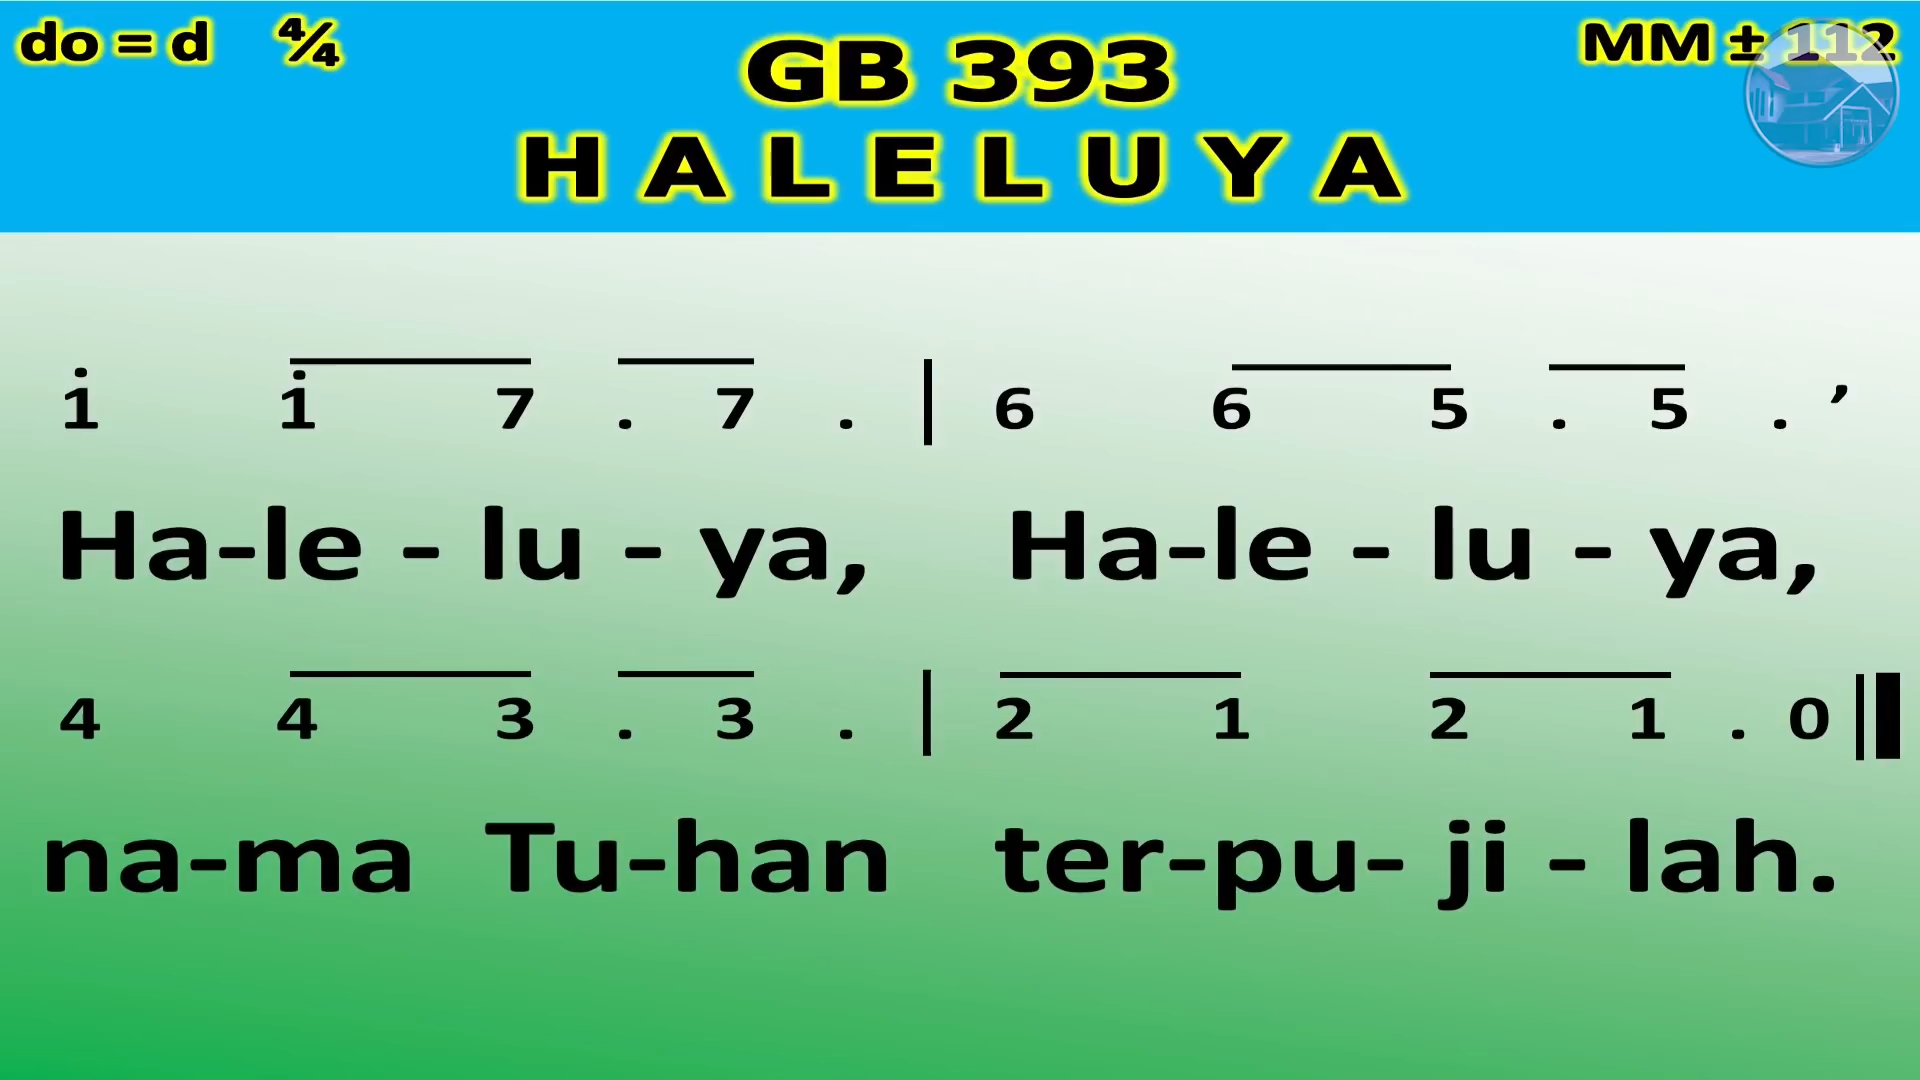 do = d 4/4 MM ± 112
GB 393
H A L E L U Y A
1̇ 1̇ 7 . 7 . | 6 6 5 . 5 . ’
Ha-le - lu - ya, Ha-le - lu - ya,
4 4 3 . 3 . | 2 1 2 1 . 0
na-ma Tu-han ter-pu- ji - lah.